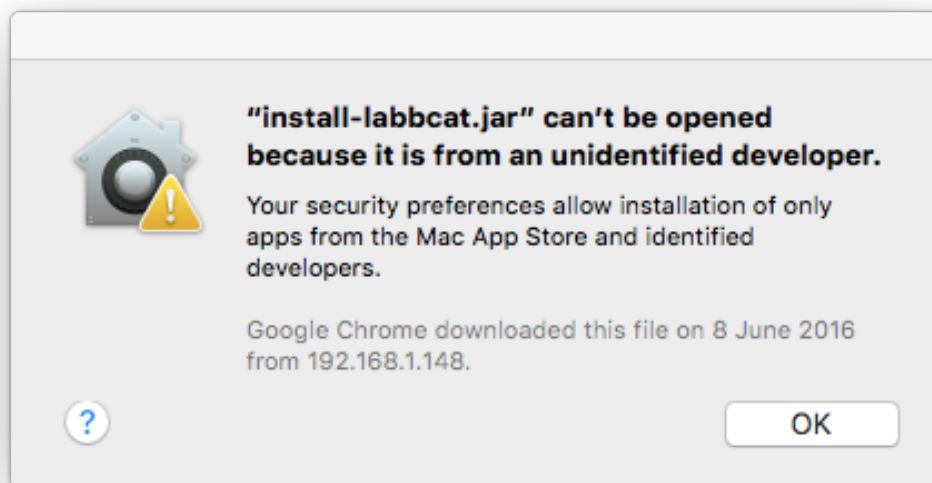 “install-labbcat.jar” can’t be opened
because it is from an unidentified developer.
Your security preferences allow installation of only
apps from the Mac App Store and identified
developers.
Google Chrome downloaded this file on 8 June 2016
from 192.168.1.148.
?
OK